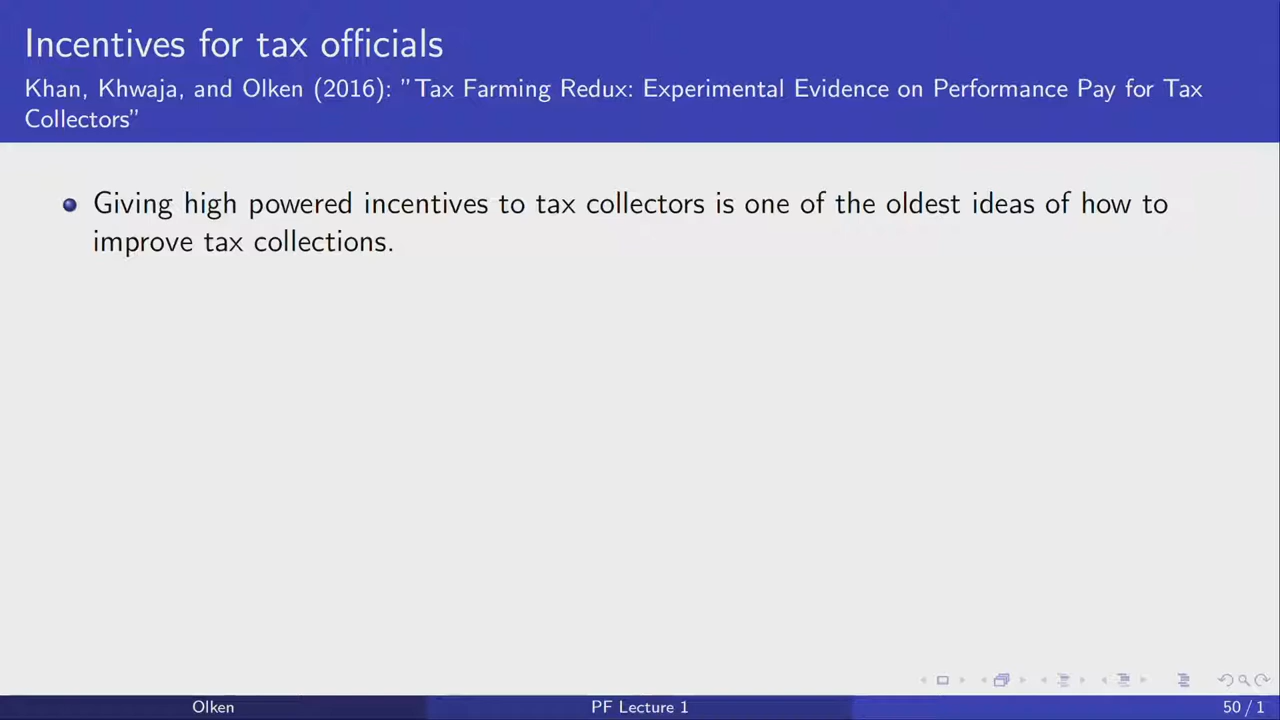 Incentives for tax officials
Khan, Khwaja, and Olken (2016): "Tax Farming Redux: Experimental Evidence on Performance Pay for Tax
Collectors"
Giving high powered incentives to tax collectors is one of the oldest ideas of how to
improve tax collections.
Olken
PF Lecture 1
50 / 1